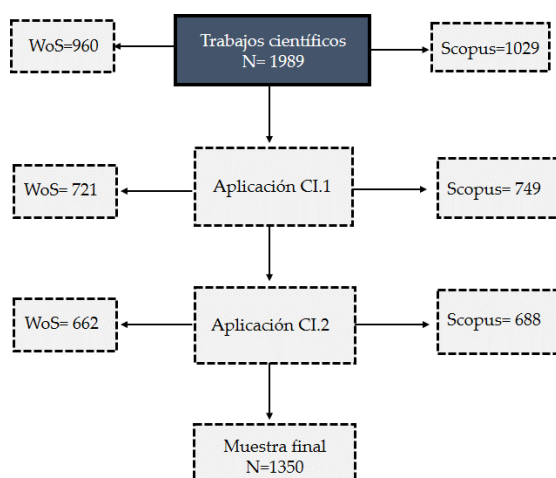 WoS=960
Trabajos científicos
N= 1989
Scopus=1029
WoS= 721
Aplicación CI.1
Scopus= 749
WoS= 662
Aplicación CI.2
Scopus= 688
Muestra final
N=1350